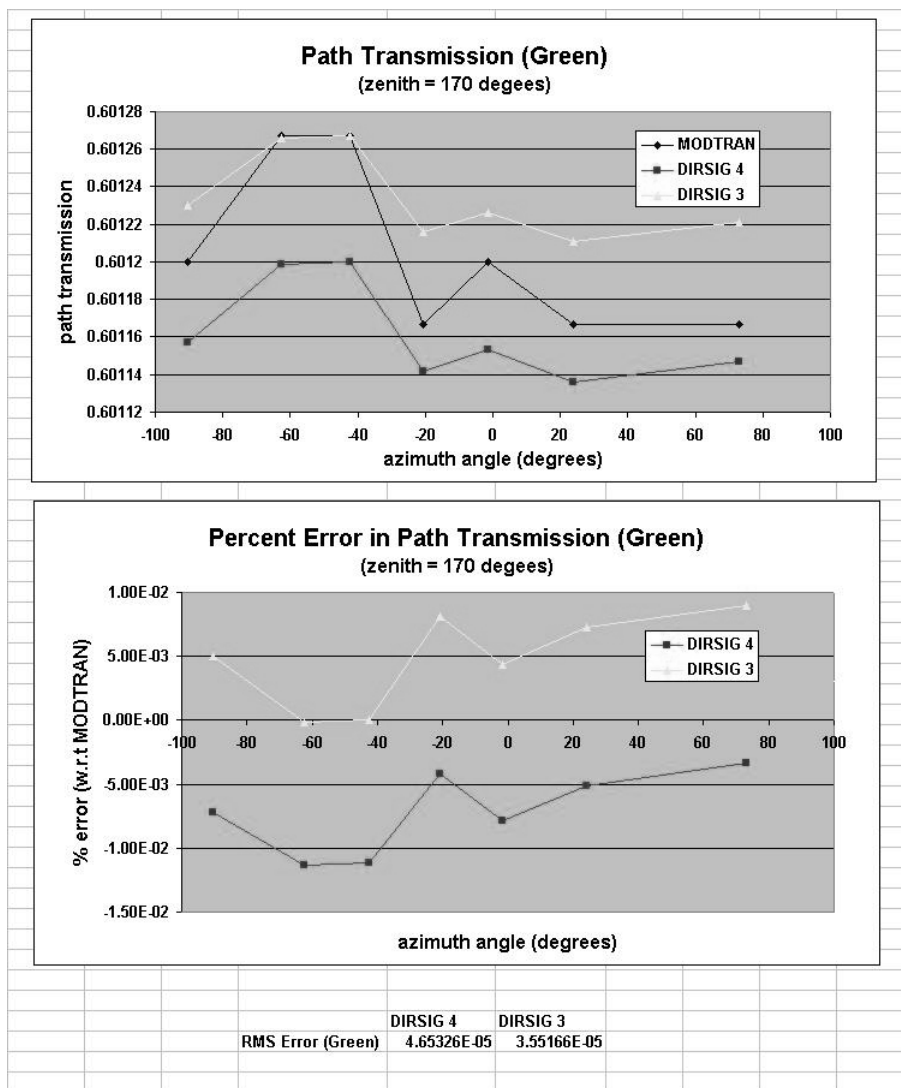 Path Transmission (Green)
(zenith = 170 degees)
0.60128
0.60126
0.60124
0.60122
0.6012
0.60118
0.60116
0.60114
0.60112
path transmission
MODTRAN
DIRSIG 4
DIRSIG 3
-100 -80 -60 -40 -20 0 20 40 60 80 100
azimuth angle (degrees)
Percent Error in Path Transmission (Green)
(zenith = 170 degees)
1.00E-02
5.00E-03
0.00E+00
-5.00E-03
-1.00E-02
-1.50E-02
% error (w.r.t MODTRAN)
DIRSIG 4
DIRSIG 3
-100 -80 -60 -40 -20 0 20 40 60 80 100
azimuth angle (degrees)
DIRSIG 4 DIRSIG 3
RMS Error (Green) 4.65326E-05 3.55166E-05